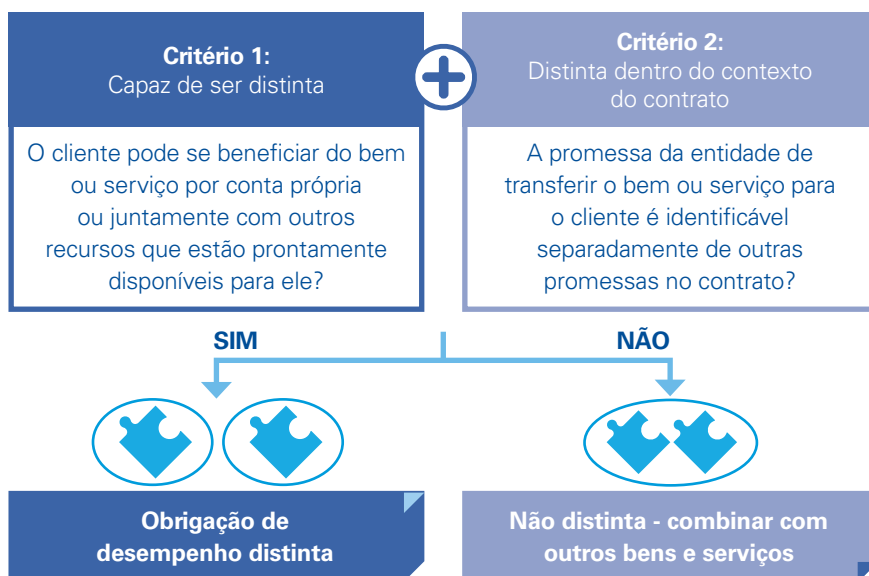 Critério 1:
Capaz de ser distinta
O cliente pode se beneficiar do bem
ou serviço por conta própria
ou juntamente com outros
recursos que estão prontamente
disponíveis para ele?
Critério 2:
Distinta dentro do contexto
do contrato
A promessa da entidade de
transferir o bem ou serviço para
o cliente é identificável
separadamente de outras
promessas no contrato?
SIM
NÃO
Obrigação de
desempenho distinta
Não distinta - combinar com
outros bens e serviços